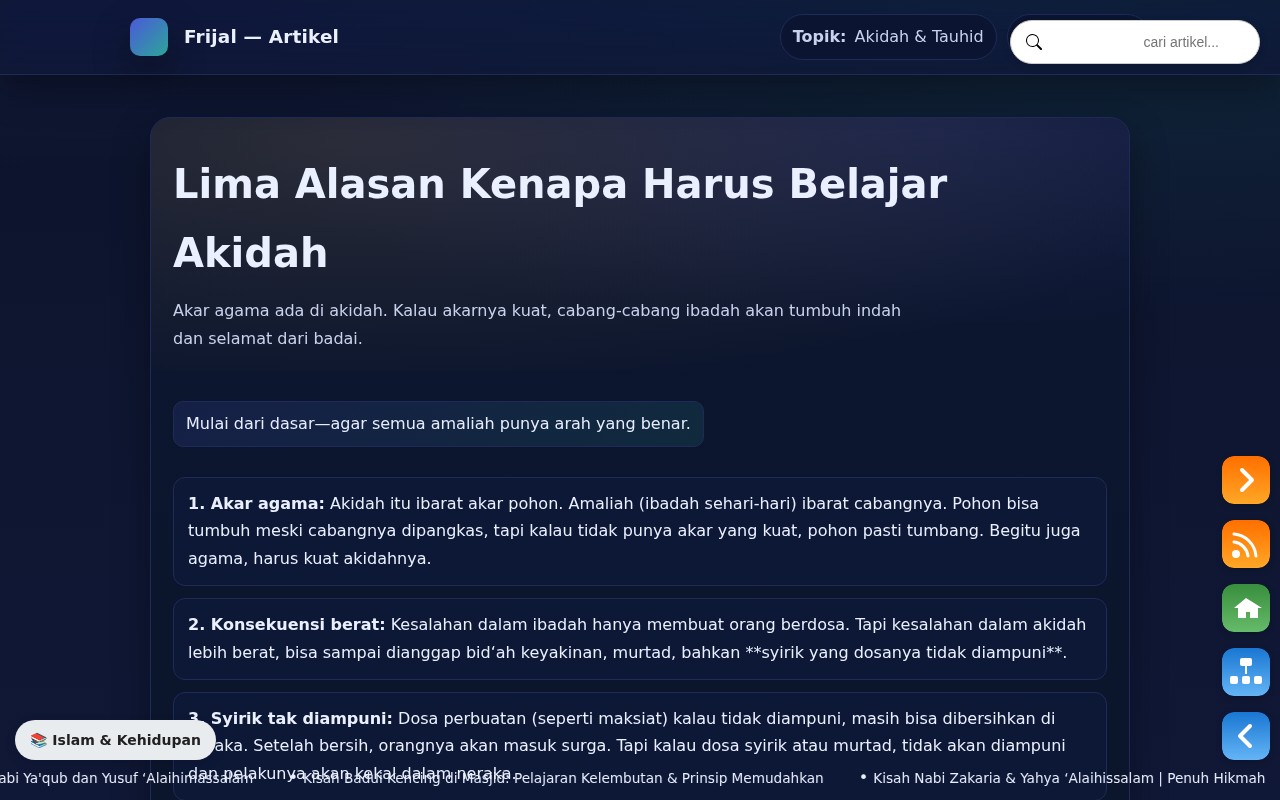 Frijal — Artikel
Topik: Akidah & Tauhid
cari artikel...
Lima Alasan Kenapa Harus Belajar
Akidah
Akar agama ada di akidah. Kalau akarnya kuat, cabang-cabang ibadah akan tumbuh indah
dan selamat dari badai.
Mulai dari dasar—agar semua amaliah punya arah yang benar.
1. Akar agama: Akidah itu ibarat akar pohon. Amaliah (ibadah sehari-hari) ibarat cabangnya. Pohon bisa
tumbuh meski cabangnya dipangkas, tapi kalau tidak punya akar yang kuat, pohon pasti tumbang. Begitu juga
agama, harus kuat akidahnya.
2. Konsekuensi berat: Kesalahan dalam ibadah hanya membuat orang berdosa. Tapi kesalahan dalam akidah
lebih berat, bisa sampai dianggap bid‘ah keyakinan, murtad, bahkan **syirik yang dosanya tidak diampuni**.
3. Syirik tak diampuni: Dosa perbuatan (seperti maksiat) kalau tidak diampuni, masih bisa dibersihkan di
aka. Setelah bersih, orangnya akan masuk surga. Tapi kalau dosa syirik atau murtad, tidak akan diampuni
dan pelakunya akan kekal dalam neraka.
📚 Islam & Kehidupan
abi Ya'qub dan Yusuf ‘Alaihimassalam • Kisah Badui Kencing di Masjid: Pelajaran Kelembutan & Prinsip Memudahkan • Kisah Nabi Zakaria & Yahya ‘Alaihissalam | Penuh Hikmah